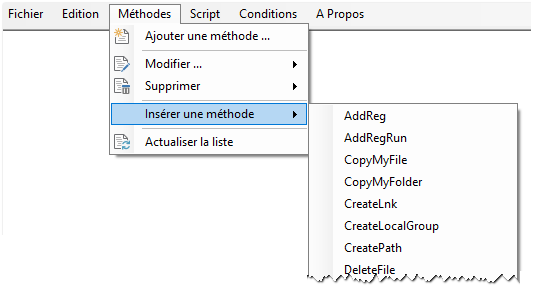 Fichier Edition Méthodes Script Conditions A Propos
Ajouter une méthode ...
Modifier ...
Supprimer
Insérer une méthode
Actualiser la liste
AddReg
AddRegRun
CopyMyFile
CopyMyFolder
CreateLnk
CreateLocalGroup
CreatePath
DeleteFile